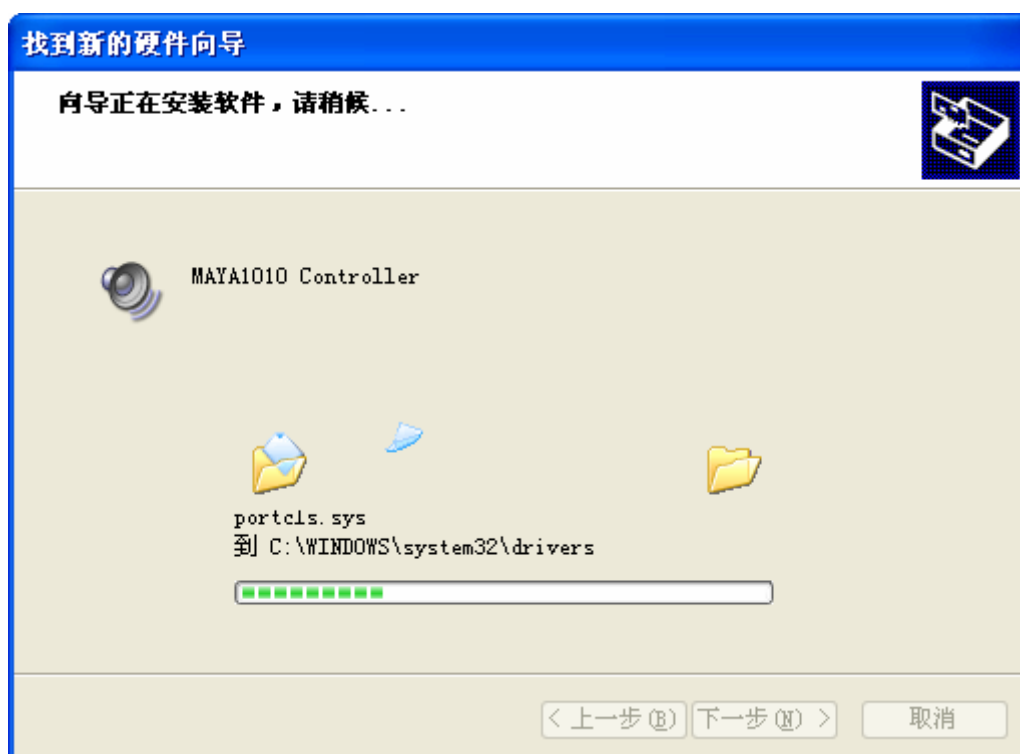 找到新的硬件向导
向导正在安装软件，请稍候...
MAYA1010 Controller
portcls.sys
到 C:\WINDOWS\system32\drivers
< 上一步(B) 下一步(N) > 取消